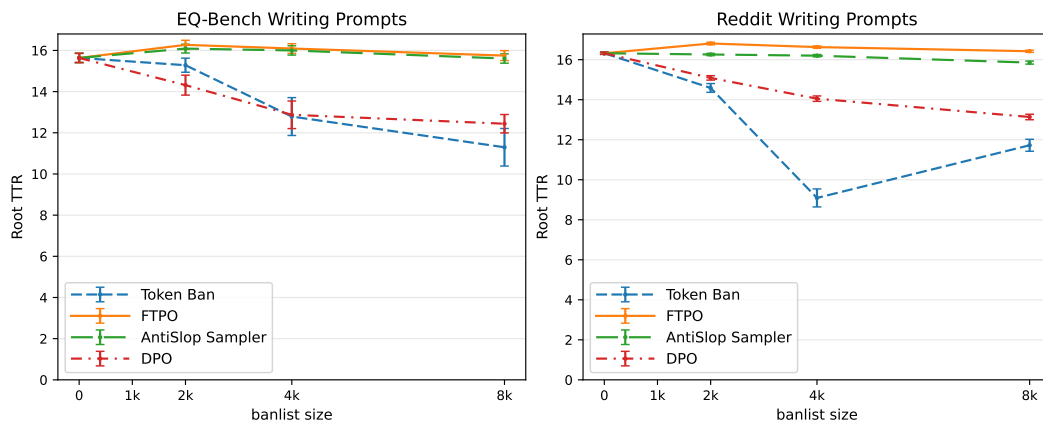 EQ-Bench Writing Prompts
Root TTR
16
14
12
10
8
6
4
2
0
0 1k 2k 4k 8k
banlist size
Token Ban
FTPO
AntiSlop Sampler
DPO
Reddit Writing Prompts
Root TTR
16
14
12
10
8
6
4
2
0
0 1k 2k 4k 8k
banlist size
Token Ban
FTPO
AntiSlop Sampler
DPO